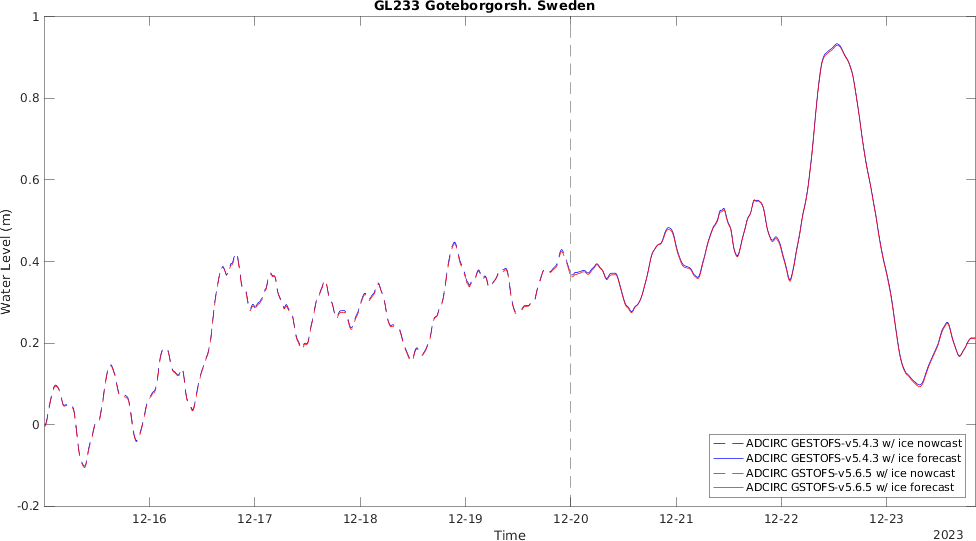 GL233 Goteborgorsh. Sweden
1
0.8
0.6
0.4
0.2
0
-0.2
Water Level (m)
12-16 12-17 12-18 12-19 12-20 12-21 12-22 12-23
Time
2023
ADCIRC GESTOFS-v5.4.3 w/ ice nowcast
ADCIRC GESTOFS-v5.4.3 w/ ice forecast
ADCIRC GSTOFS-v5.6.5 w/ ice nowcast
ADCIRC GSTOFS-v5.6.5 w/ ice forecast